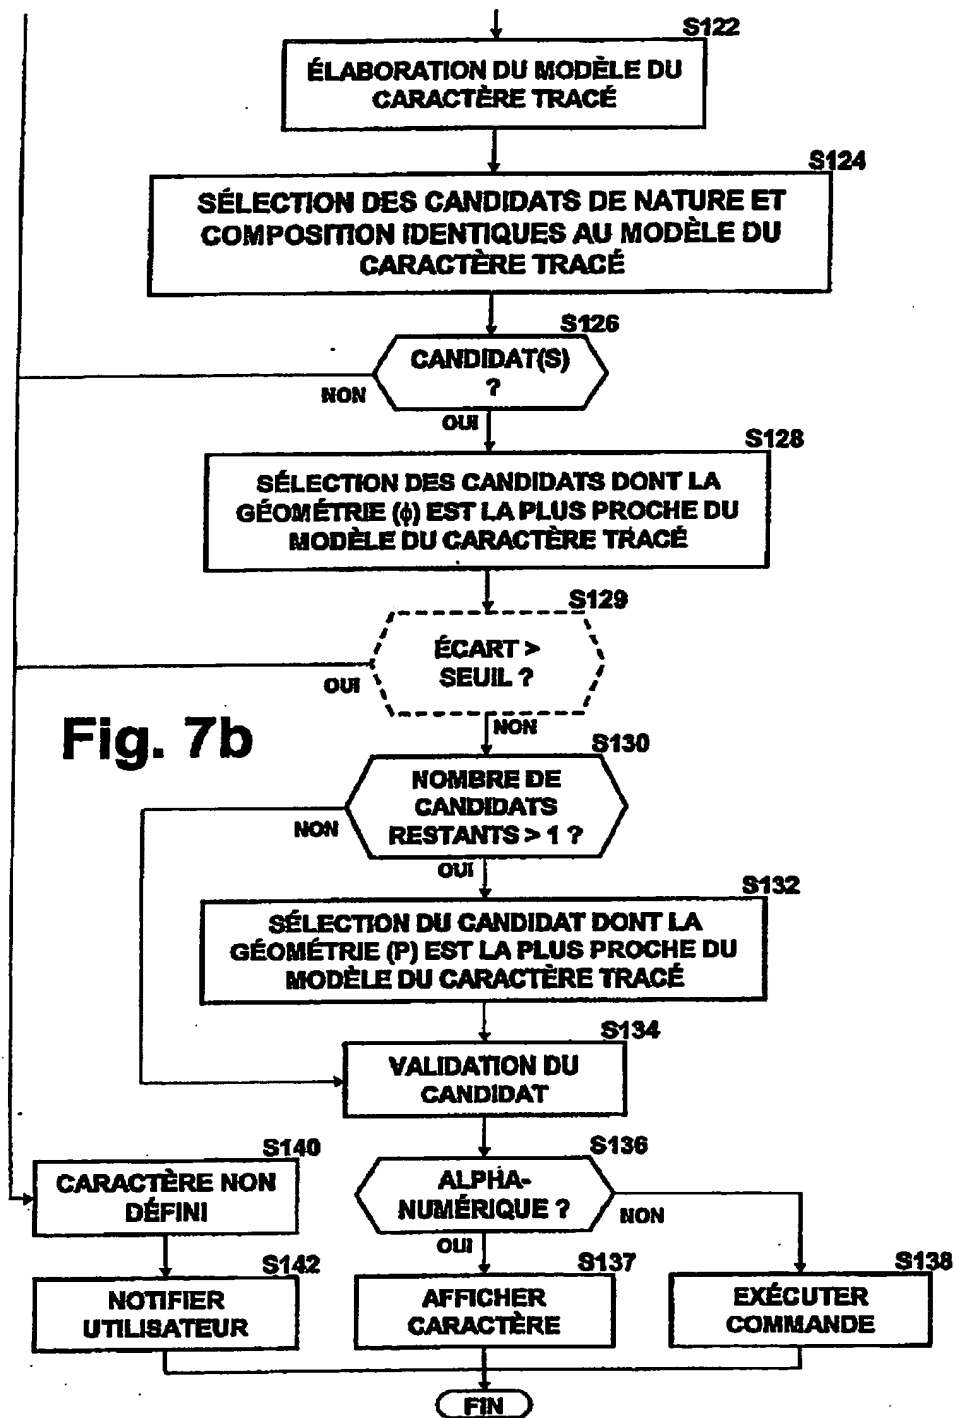 S122
ÉLABORATION DU MODÈLE DU
CARACTÈRE TRACÉ
S124
SÉLECTION DES CANDIDATS DE NATURE ET
COMPOSITION IDENTIQUES AU MODÈLE DU
CARACTÈRE TRACÉ
S126
CANDIDAT(S)
?
NON
OUI
S128
SÉLECTION DES CANDIDATS DONT LA
GÉOMÉTRIE (ϕ) EST LA PLUS PROCHE DU
MODÈLE DU CARACTÈRE TRACÉ
S129
ÉCART >
SEUIL ?
OUI
NON
Fig. 7b
S130
NOMBRE DE
CANDIDATS
RESTANTS > 1 ?
NON
OUI
S132
SÉLECTION DU CANDIDAT DONT LA
GÉOMÉTRIE (P) EST LA PLUS PROCHE DU
MODÈLE DU CARACTÈRE TRACÉ
S134
VALIDATION DU
CANDIDAT
S140
CARACTÈRE NON
DÉFINI
S136
ALPHA-
NUMÉRIQUE ?
NON
OUI
S142
NOTIFIER
UTILISATEUR
S137
AFFICHER
CARACTÈRE
S138
EXÉCUTER
COMMANDE
FIN